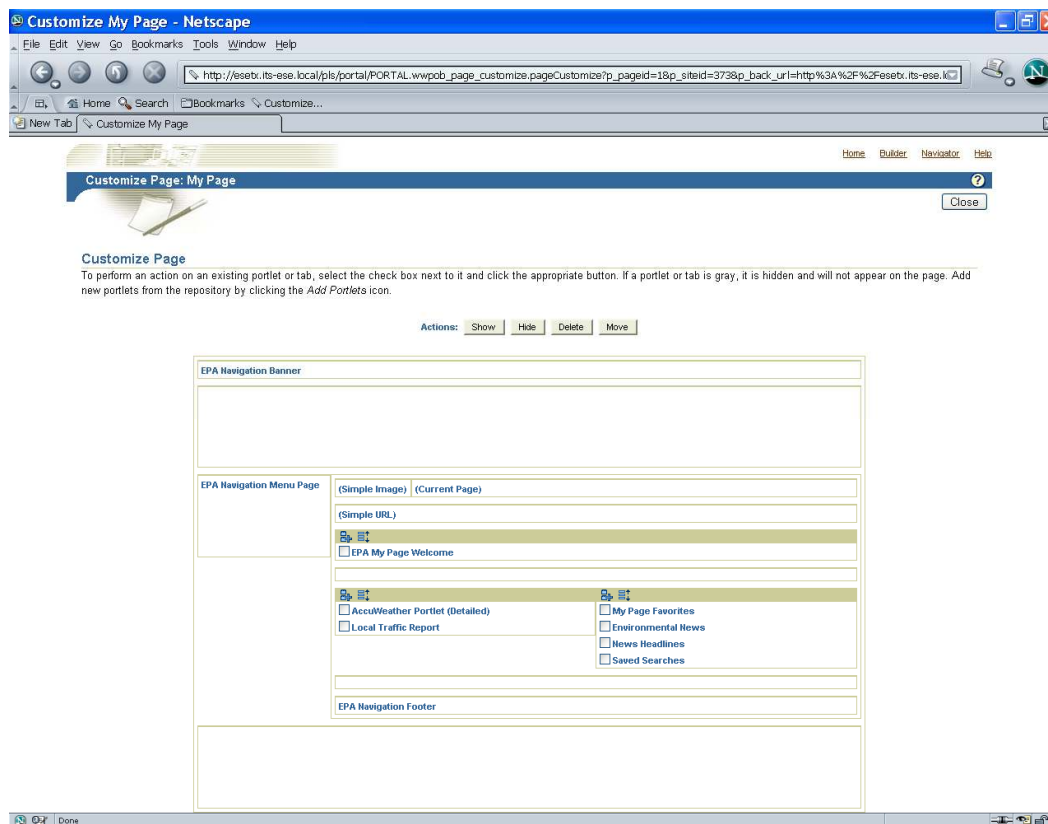 Customize My Page - Netscape
File Edit View Go Bookmarks Tools Window Help
http://esetx.its-ese.local/pls/portal/PORTAL.wwpob_page_customize.pageCustomize?p_pageid=1&p_siteid=373&p_back_url=http%3A%2F%2Fesetx.its-ese.l
Home Search Bookmarks Customize...
New Tab Customize My Page
Home Builder Navigator Help
Customize Page: My Page ?
Close
Customize Page
To perform an action on an existing portlet or tab, select the check box next to it and click the appropriate button. If a portlet or tab is gray, it is hidden and will not appear on the page. Add
new portlets from the repository by clicking the Add Portlets icon.
Actions: Show Hide Delete Move
EPA Navigation Banner
EPA Navigation Menu Page
(Simple Image) (Current Page)
(Simple URL)
EPA My Page Welcome
AccuWeather Portlet (Detailed)
Local Traffic Report
My Page Favorites
Environmental News
News Headlines
Saved Searches
EPA Navigation Footer
Done